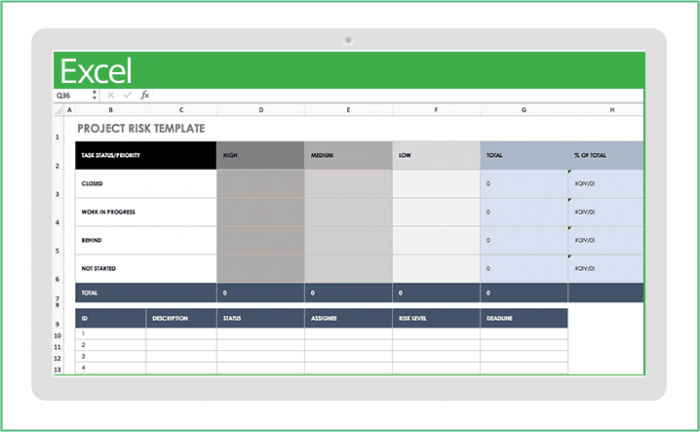 Excel
Q36 fx
A B C D E F G H
1 PROJECT RISK TEMPLATE
2 TASK STATUS/PRIORITY HIGH MEDIUM LOW TOTAL % OF TOTAL
3 CLOSED 0 #DIV/0!
4 WORK IN PROGRESS 0 #DIV/0!
5 BEHIND 0 #DIV/0!
6 NOT STARTED 0 #DIV/0!
7 TOTAL 0 0 0 0
8
9 ID DESCRIPTION STATUS ASSIGNEE RISK LEVEL DEADLINE
10 1
11 2
12 3
13 4